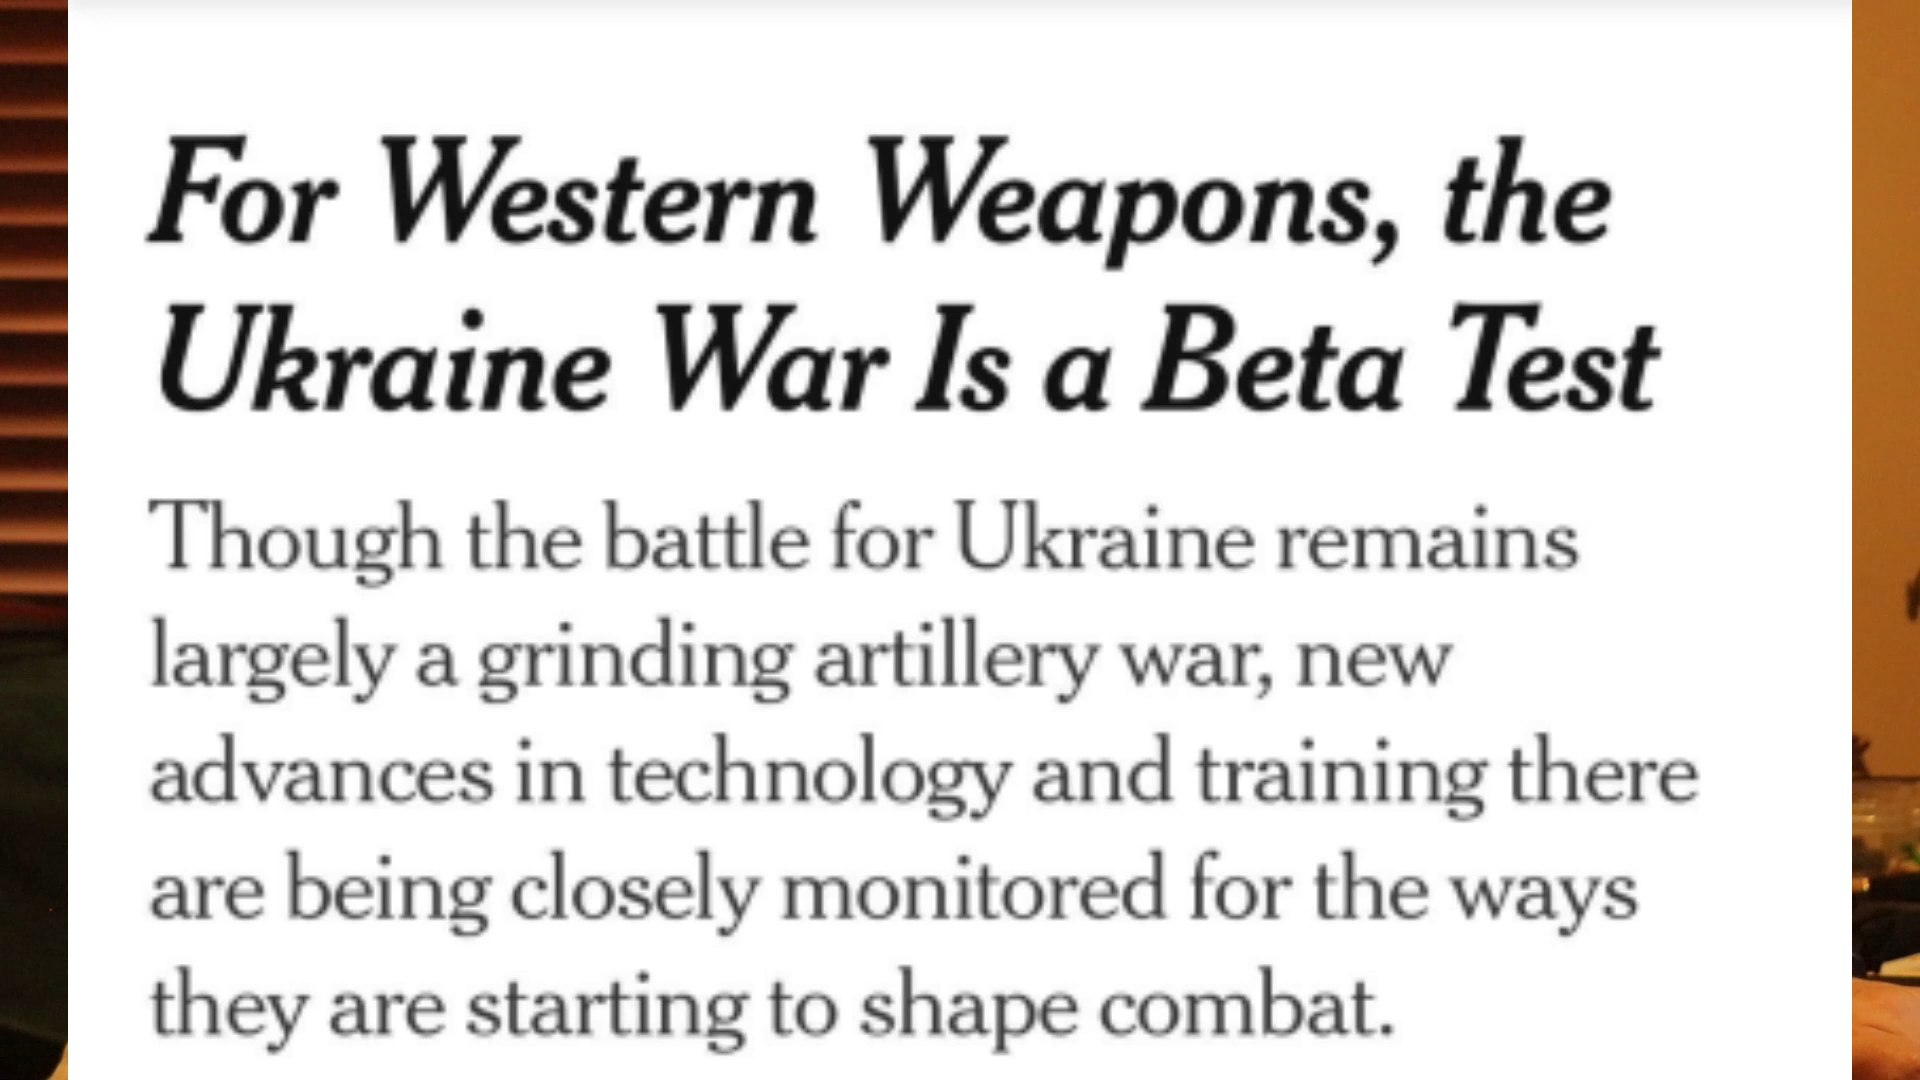 For Western Weapons, the
Ukraine War Is a Beta Test
Though the battle for Ukraine remains
largely a grinding artillery war, new
advances in technology and training there
are being closely monitored for the ways
they are starting to shape combat.